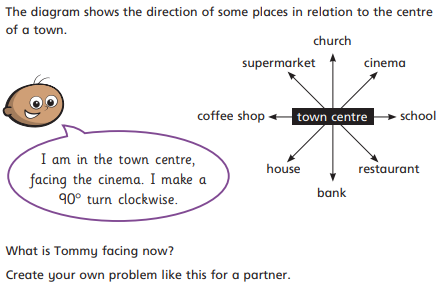 The diagram shows the direction of some places in relation to the centre
of a town.
church
supermarket
cinema
coffee shop
town centre
school
house
restaurant
bank
I am in the town centre,
facing the cinema. I make a
90° turn clockwise.
What is Tommy facing now?
Create your own problem like this for a partner.